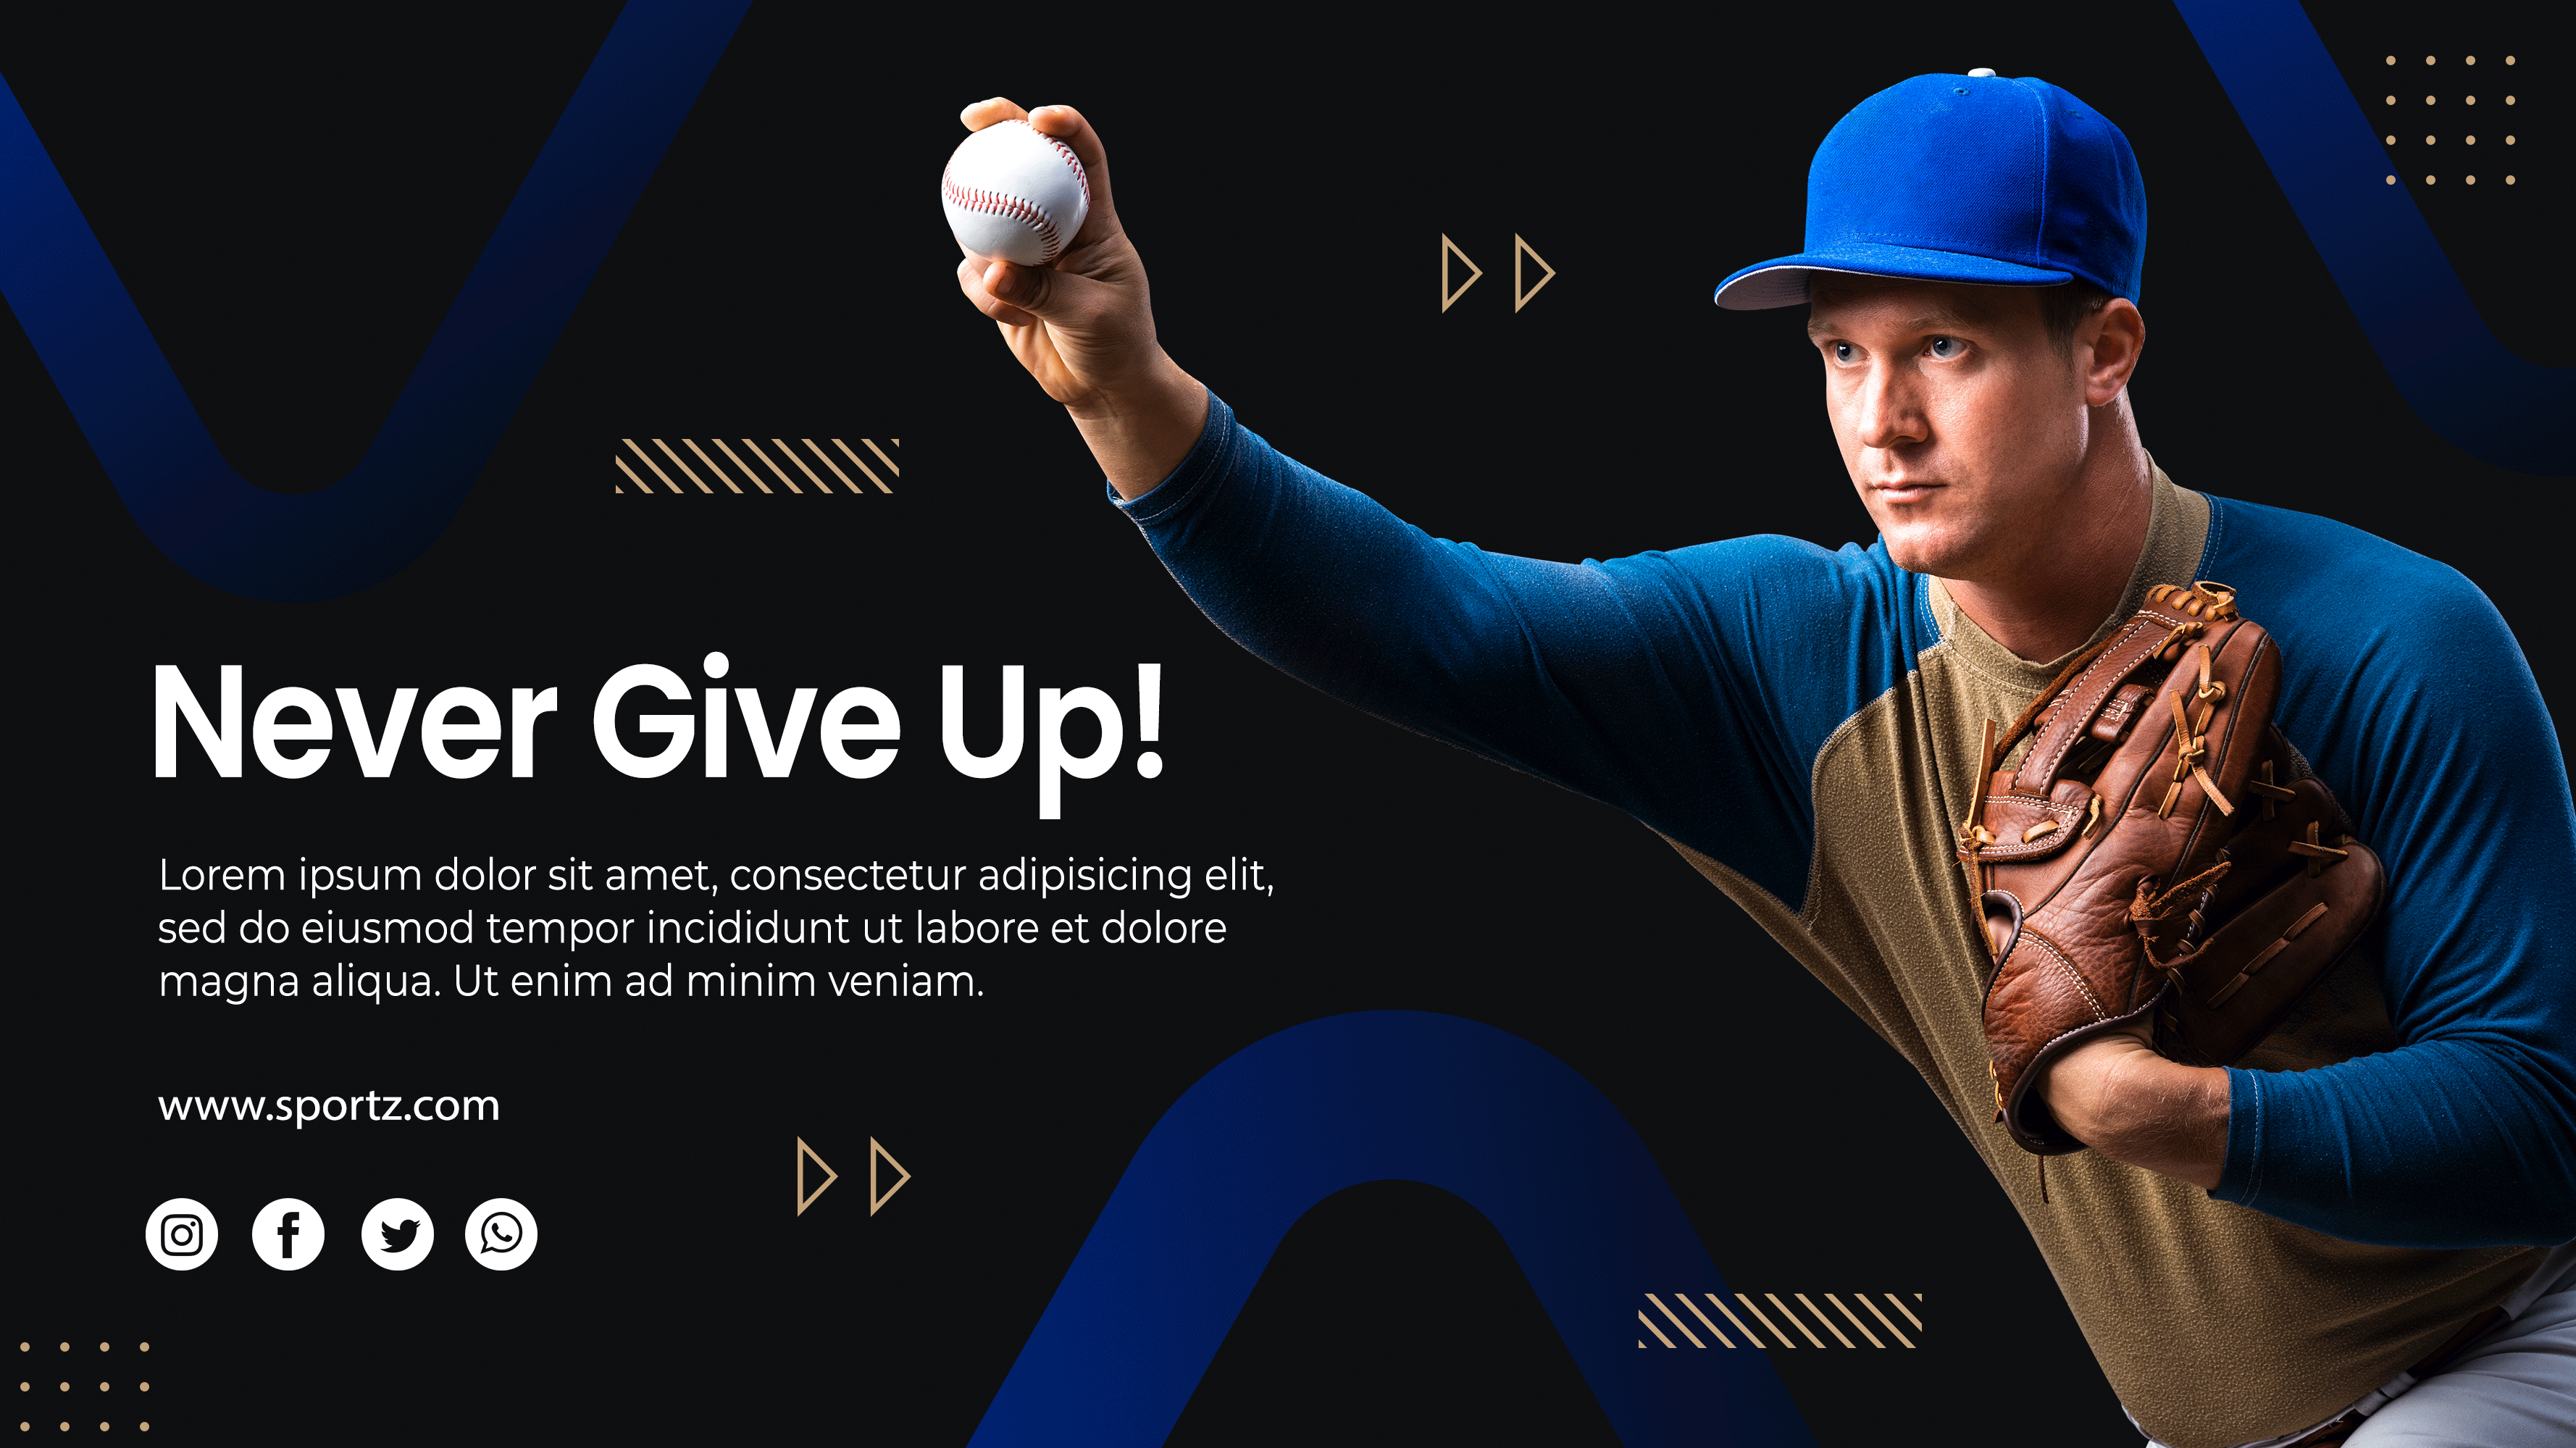 Never Give Up!
Lorem ipsum dolor sit amet, consectetur adipisicing elit,
sed do eiusmod tempor incididunt ut labore et dolore
magna aliqua. Ut enim ad minim veniam.
www.sportz.com